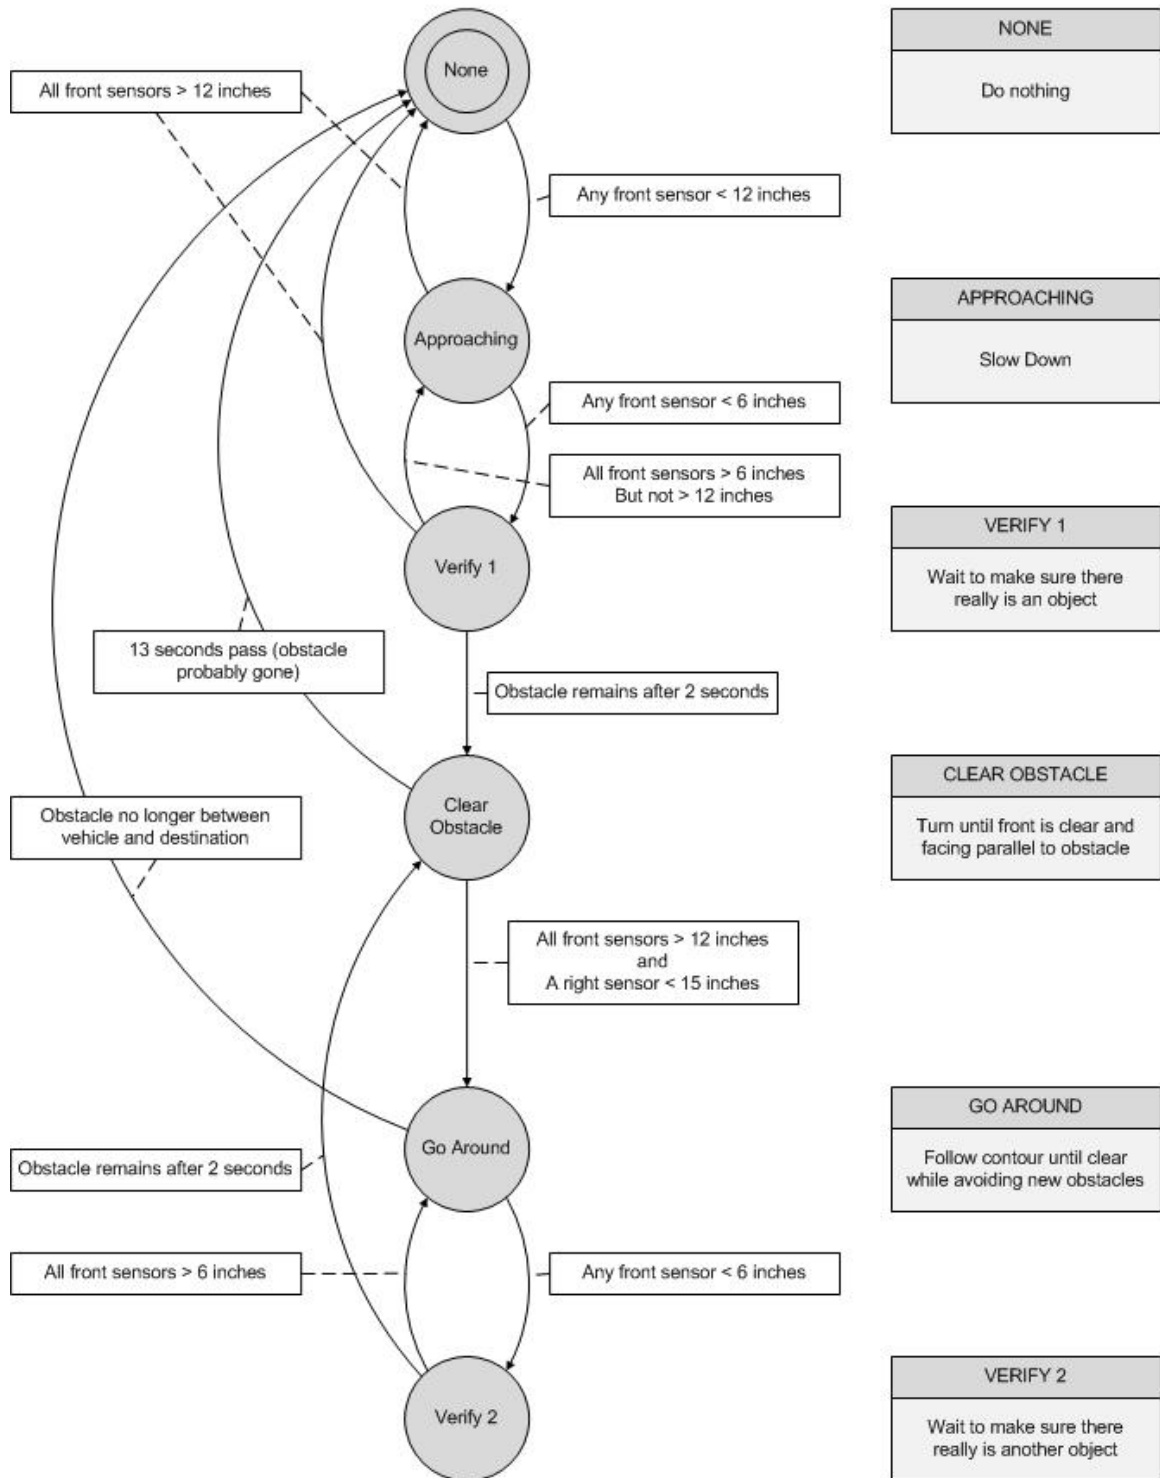 None
NONE
Do nothing
All front sensors > 12 inches
Any front sensor < 12 inches
Approaching
APPROACHING
Slow Down
Any front sensor < 6 inches
All front sensors > 6 inches
But not > 12 inches
Verify 1
VERIFY 1
Wait to make sure there
really is an object
13 seconds pass (obstacle
probably gone)
Obstacle remains after 2 seconds
Clear
Obstacle
CLEAR OBSTACLE
Turn until front is clear and
facing parallel to obstacle
Obstacle no longer between
vehicle and destination
All front sensors > 12 inches
and
A right sensor < 15 inches
Go Around
GO AROUND
Follow contour until clear
while avoiding new obstacles
Obstacle remains after 2 seconds
All front sensors > 6 inches
Any front sensor < 6 inches
Verify 2
VERIFY 2
Wait to make sure there
really is another object